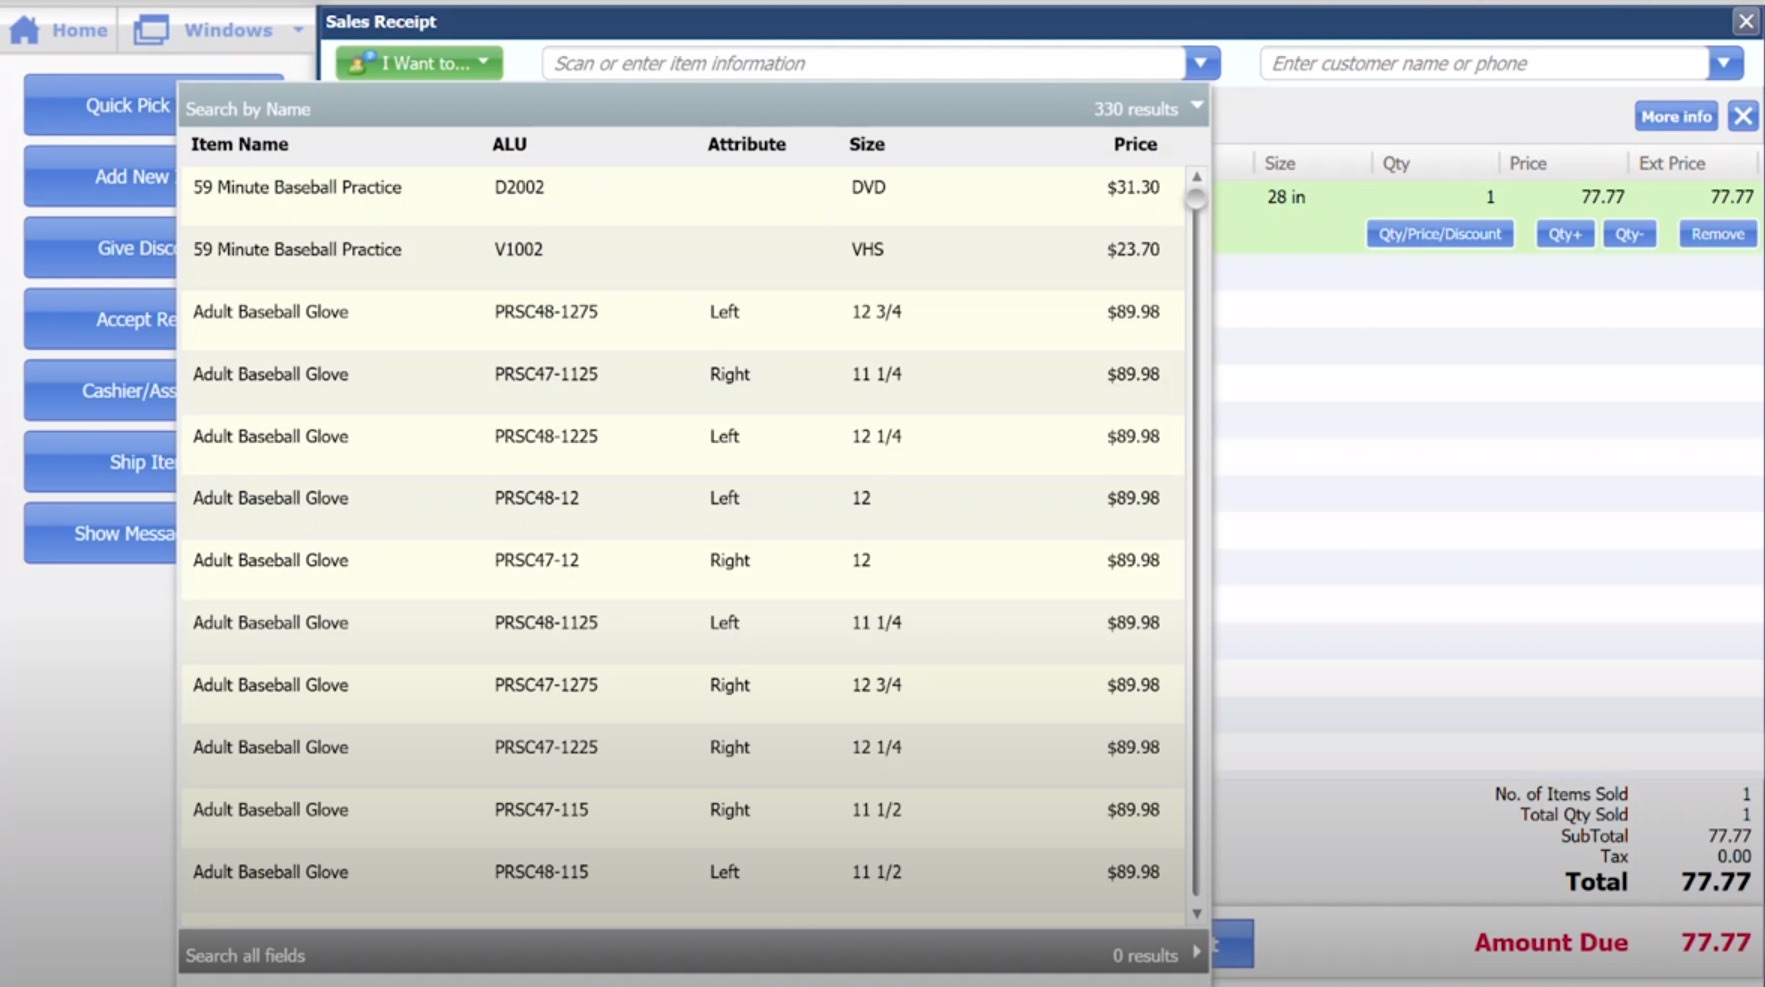 Home
Windows
Sales Receipt
I Want to...
Scan or enter item information
Enter customer name or phone
Quick Pick
Add New
Give Disc
Accept Re
Cashier/Ass
Ship Ite
Show Messa
Search by Name 330 results
Item Name ALU Attribute Size Price
59 Minute Baseball Practice D2002 DVD $31.30
59 Minute Baseball Practice V1002 VHS $23.70
Adult Baseball Glove PRSC48-1275 Left 12 3/4 $89.98
Adult Baseball Glove PRSC47-1125 Right 11 1/4 $89.98
Adult Baseball Glove PRSC48-1225 Left 12 1/4 $89.98
Adult Baseball Glove PRSC48-12 Left 12 $89.98
Adult Baseball Glove PRSC47-12 Right 12 $89.98
Adult Baseball Glove PRSC48-1125 Left 11 1/4 $89.98
Adult Baseball Glove PRSC47-1275 Right 12 3/4 $89.98
Adult Baseball Glove PRSC47-1225 Right 12 1/4 $89.98
Adult Baseball Glove PRSC47-115 Right 11 1/2 $89.98
Adult Baseball Glove PRSC48-115 Left 11 1/2 $89.98
Search all fields 0 results
More info
Size Qty Price Ext Price
28 in 1 77.77 77.77
Qty/Price/Discount Qty+ Qty- Remove
No. of Items Sold 1
Total Qty Sold 1
SubTotal 77.77
Tax 0.00
Total 77.77
Amount Due 77.77